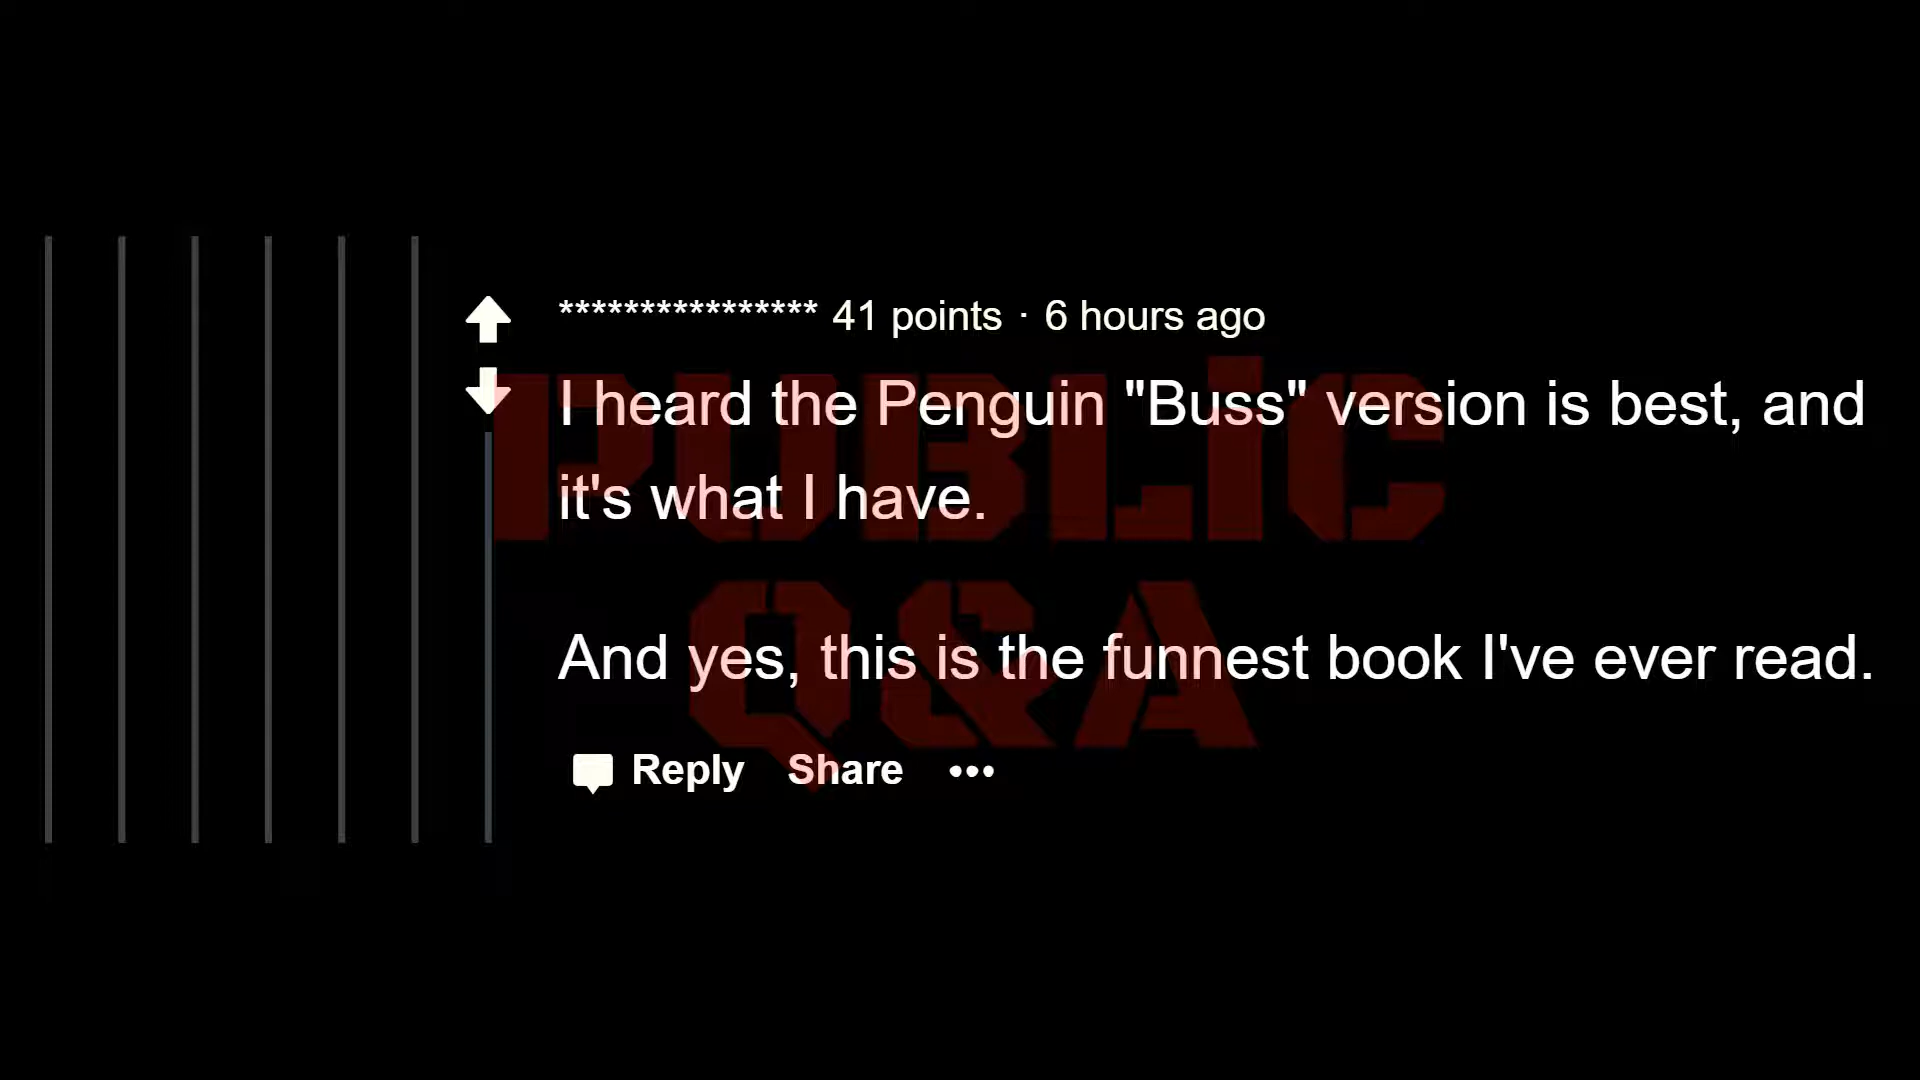 **************** 41 points · 6 hours ago
I heard the Penguin "Buss" version is best, and
it's what I have.
And yes, this is the funnest book I've ever read.
Reply Share •••
PUBLiC
Q&A